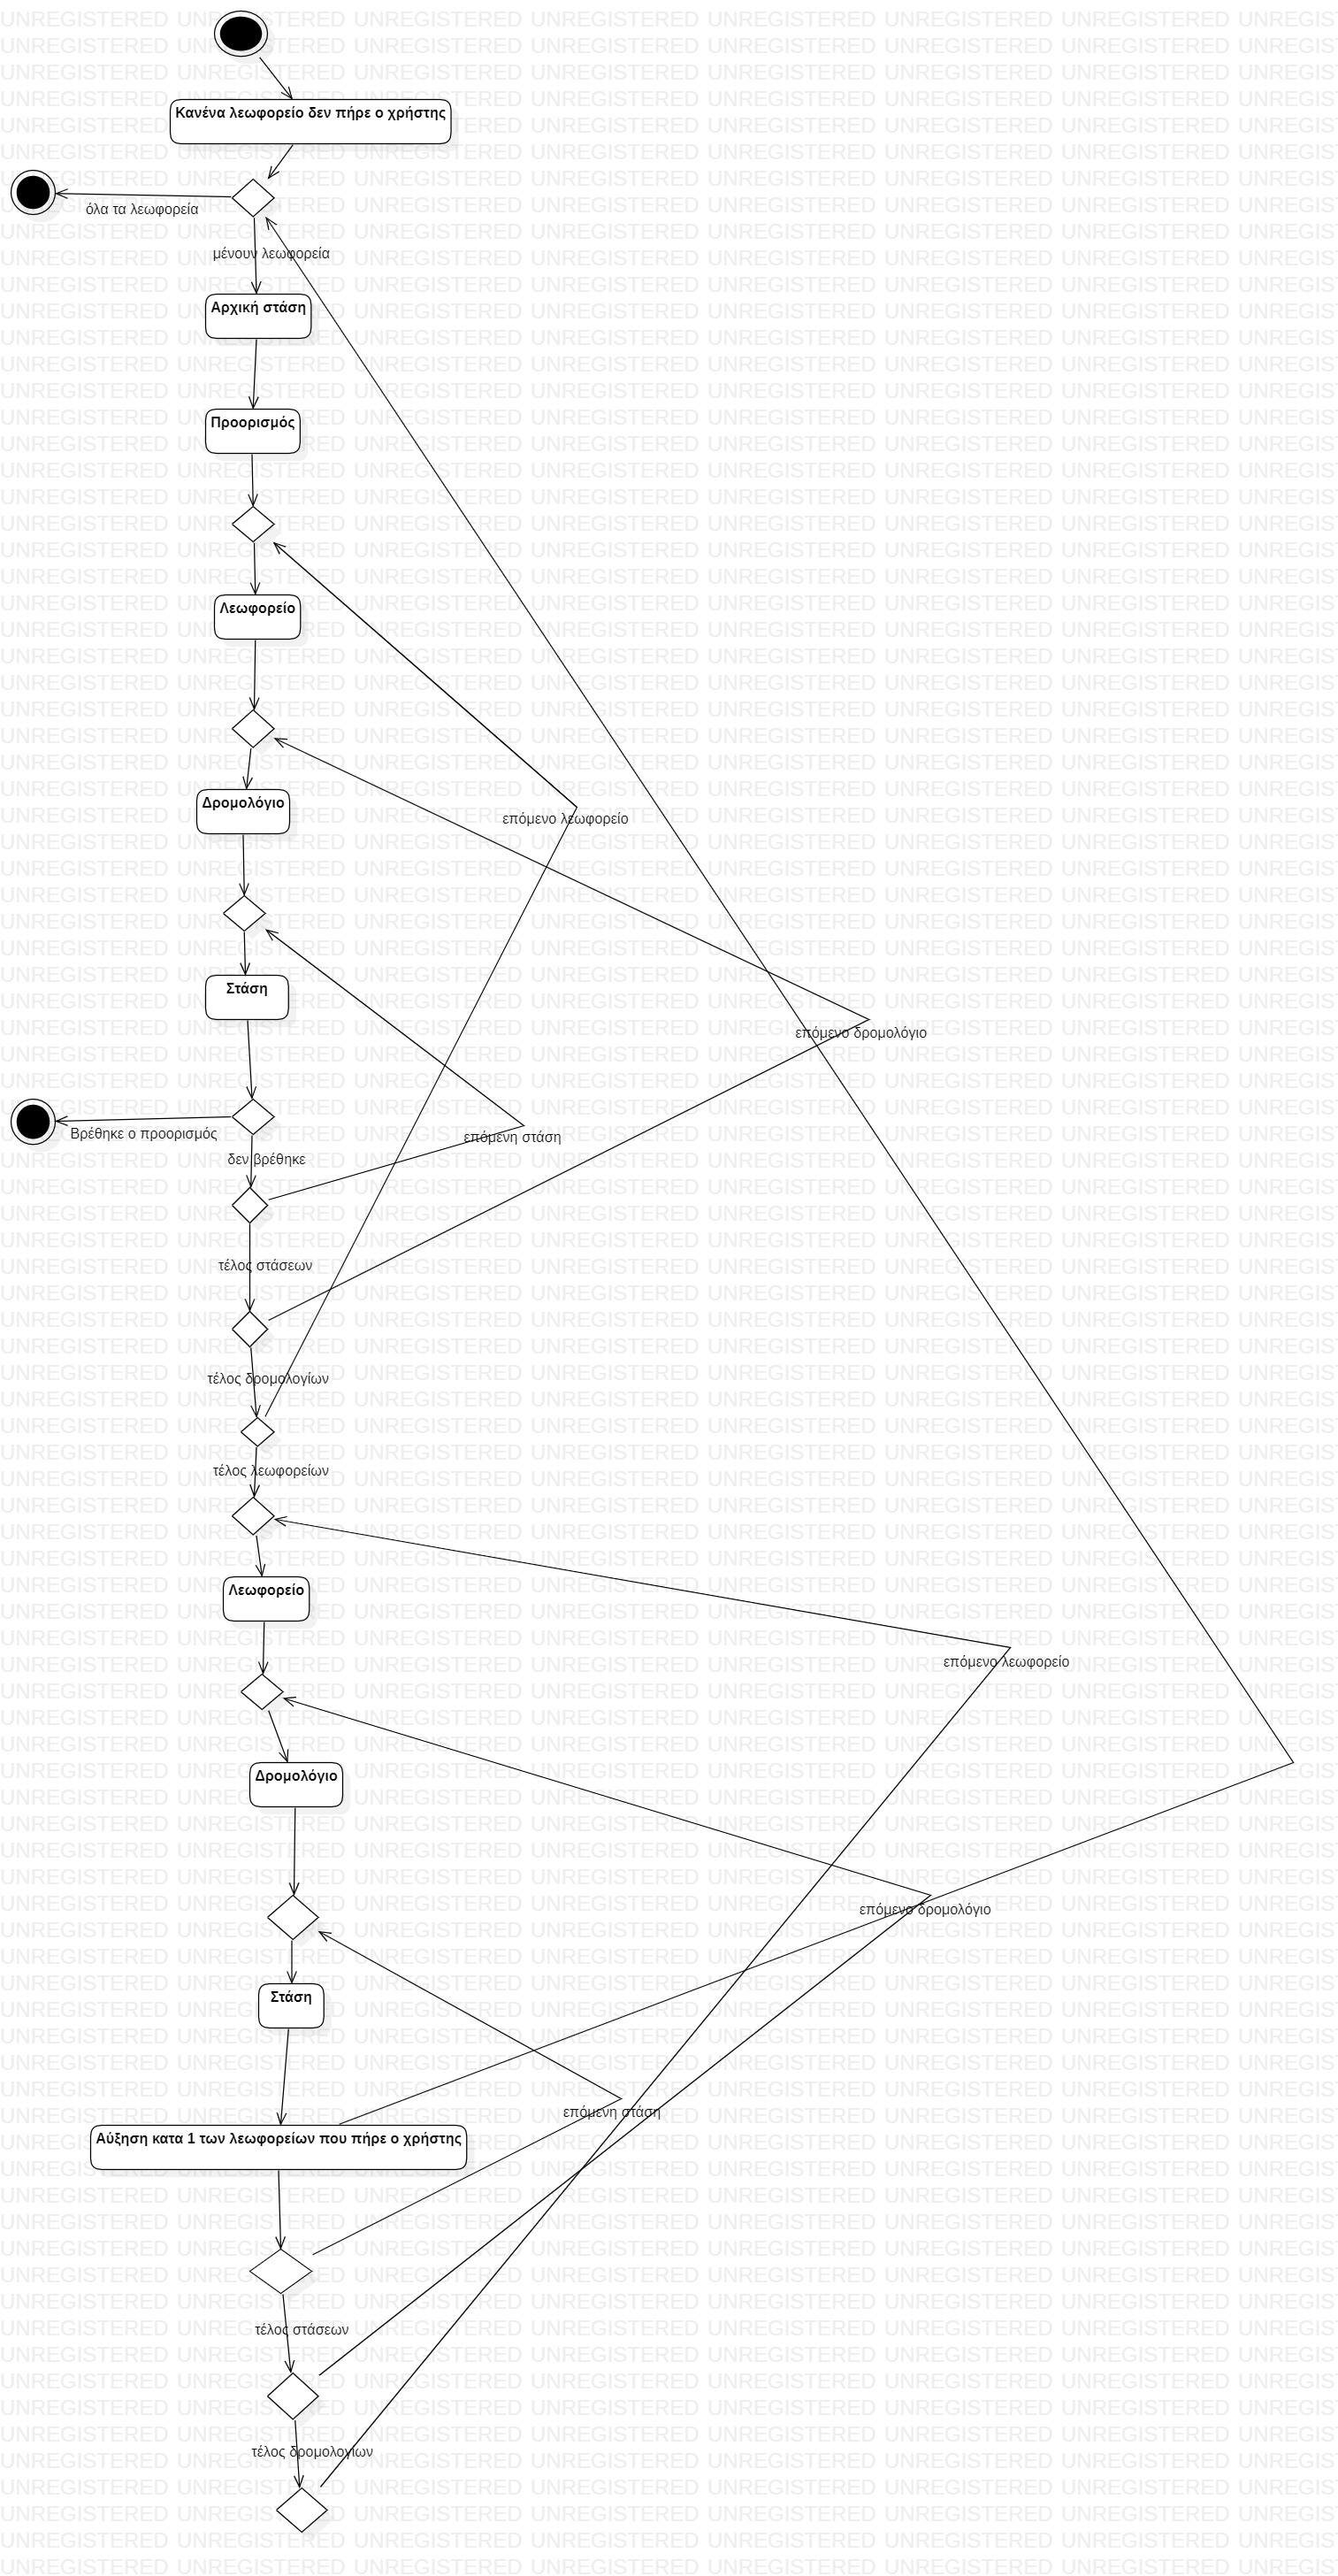 Κανένα λεωφορείο δεν πήρε ο χρήστης
όλα τα λεωφορεία
μένουν λεωφορεία
Αρχική στάση
Προορισμός
Λεωφορείο
Δρομολόγιο
επόμενο λεωφορείο
Στάση
επόμενο δρομολόγιο
Βρέθηκε ο προορισμός
επόμενη στάση
δεν βρέθηκε
τέλος στάσεων
τέλος δρομολογίων
τέλος λεωφορείων
Λεωφορείο
επόμενο λεωφορείο
Δρομολόγιο
επόμενο δρομολόγιο
Στάση
επόμενη στάση
Αύξηση κατα 1 των λεωφορείων που πήρε ο χρήστης
τέλος στάσεων
τέλος δρομολογίων
UNREGISTERED